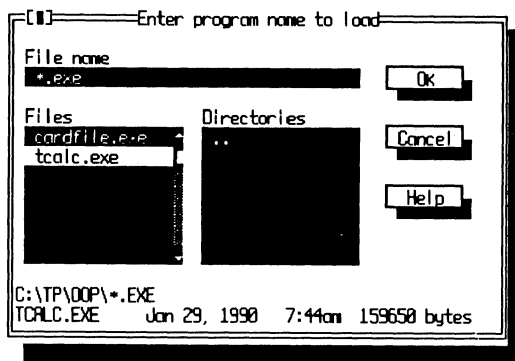 Enter program name to load
File name
*.exe
Ok
Files
Directories
cardfile.exe
..
Cancel
tcalc.exe
Help
C:\TP\OOP\*.EXE
TCALC.EXE Jan 29, 1990 7:44am 159650 bytes